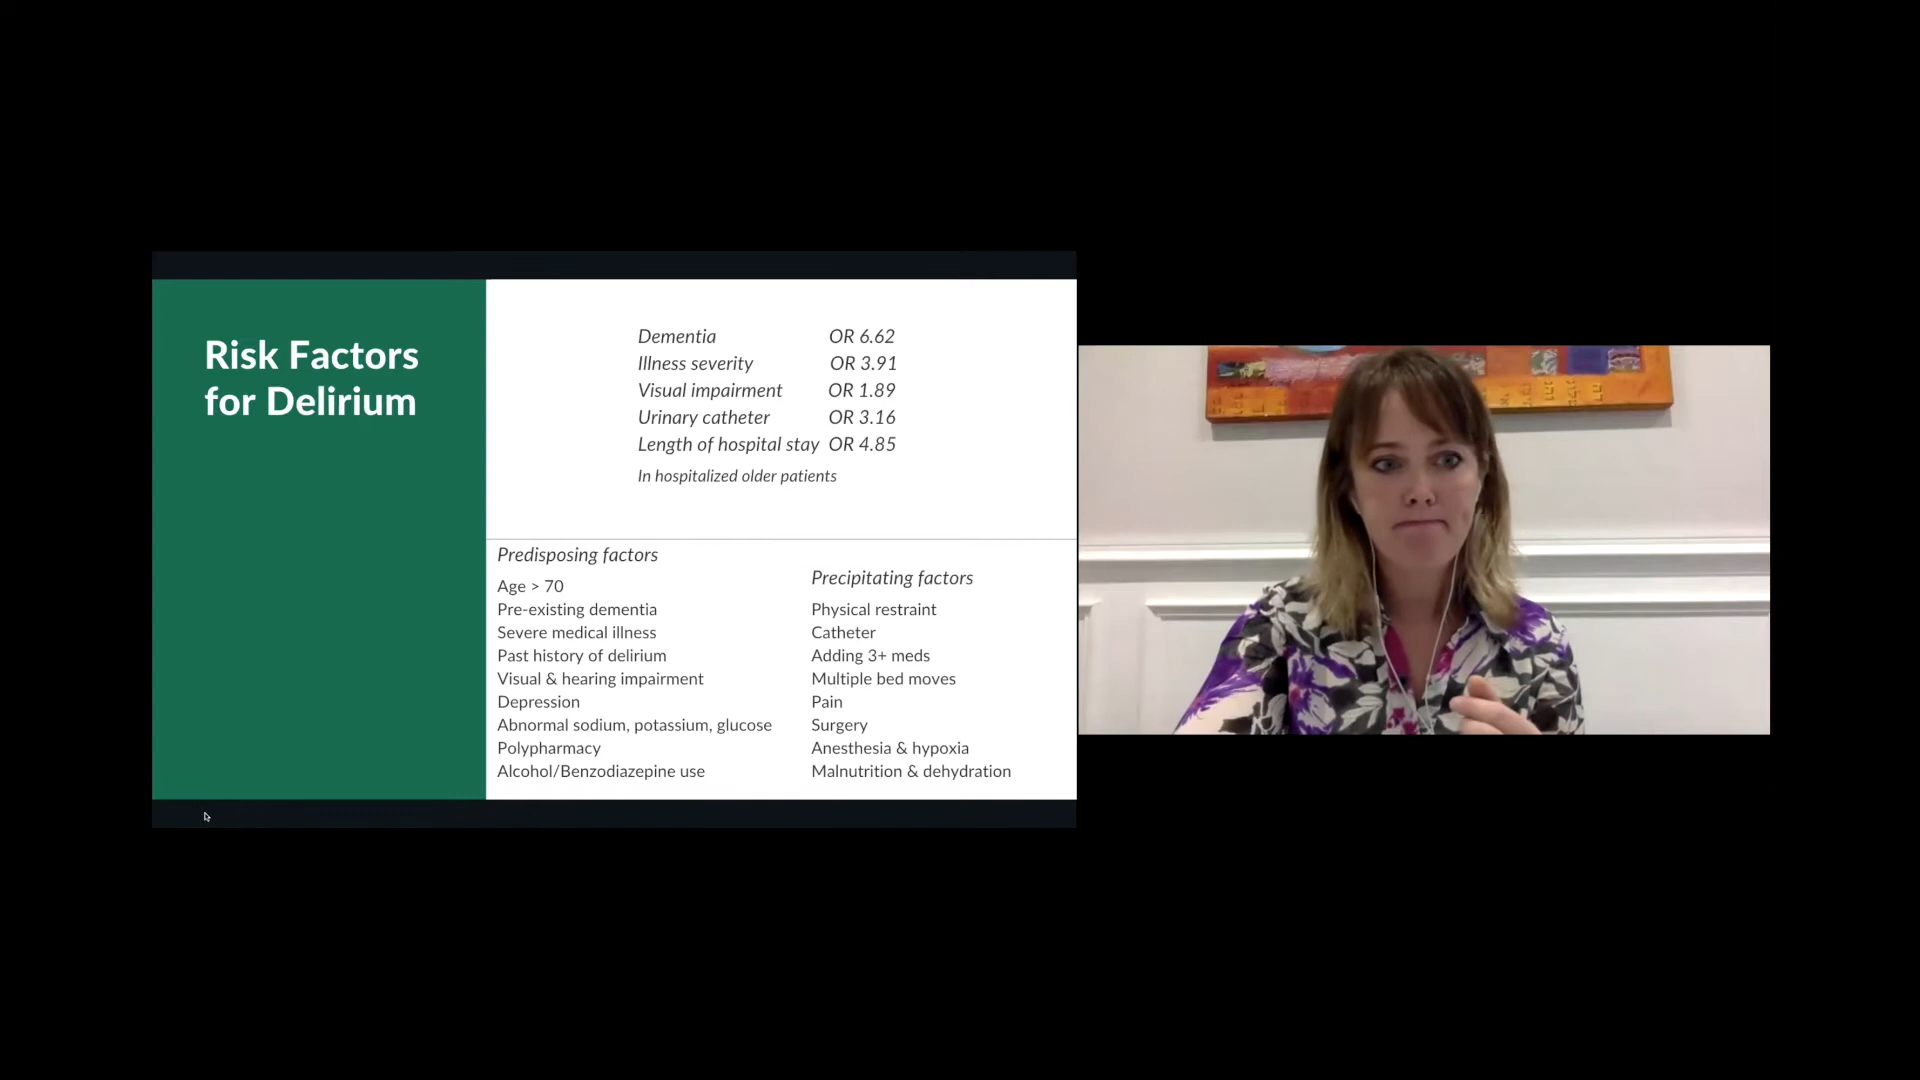 Risk Factors
for Delirium
Dementia OR 6.62
Illness severity OR 3.91
Visual impairment OR 1.89
Urinary catheter OR 3.16
Length of hospital stay OR 4.85
In hospitalized older patients
Predisposing factors
Age > 70
Pre-existing dementia
Severe medical illness
Past history of delirium
Visual & hearing impairment
Depression
Abnormal sodium, potassium, glucose
Polypharmacy
Alcohol/Benzodiazepine use
Precipitating factors
Physical restraint
Catheter
Adding 3+ meds
Multiple bed moves
Pain
Surgery
Anesthesia & hypoxia
Malnutrition & dehydration